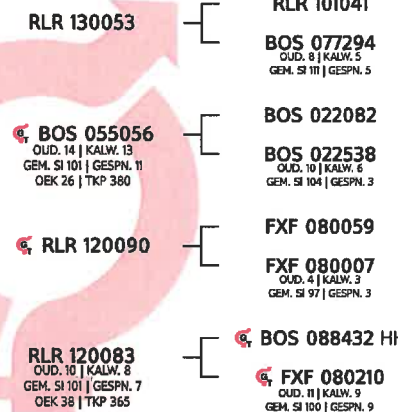 RLR 101041
RLR 130053
BOS 077294
OUD. 8 | KALW. 5
GEM. SI 111 | GESPN. 5
BOS 022082
BOS 055056
OUD. 14 | KALW. 13
GEM. SI 101 | GESPN. 11
OEK 26 | TKP 380
BOS 022538
OUD. 10 | KALW. 6
GEM. SI 104 | GESPN. 3
FXF 080059
RLR 120090
FXF 080007
OUD. 4 | KALW. 3
GEM. SI 97 | GESPN. 3
BOS 088432 HH
RLR 120083
OUD. 10 | KALW. 8
GEM. SI 101 | GESPN. 7
OEK 38 | TKP 365
FXF 080210
OUD. 11 | KALW. 9
GEM. SI 100 | GESPN. 9